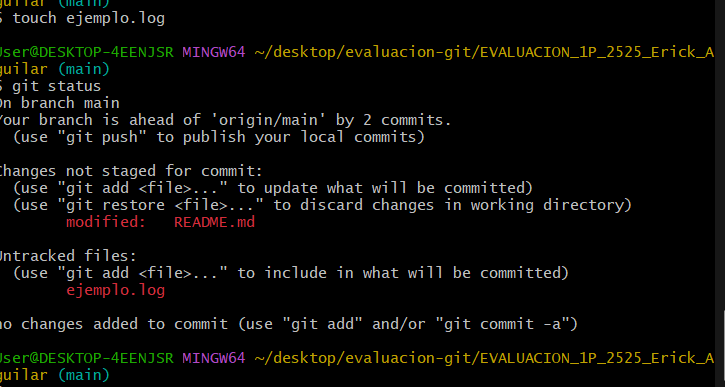 guilar (main)
$ touch ejemplo.log
User@DESKTOP-4EENJSR MINGW64 ~/desktop/evaluacion-git/EVALUACION_1P_2525_Erick_A
guilar (main)
$ git status
On branch main
Your branch is ahead of 'origin/main' by 2 commits.
  (use "git push" to publish your local commits)
Changes not staged for commit:
  (use "git add <file>..." to update what will be committed)
  (use "git restore <file>..." to discard changes in working directory)
        modified:   README.md
Untracked files:
  (use "git add <file>..." to include in what will be committed)
        ejemplo.log
no changes added to commit (use "git add" and/or "git commit -a")
User@DESKTOP-4EENJSR MINGW64 ~/desktop/evaluacion-git/EVALUACION_1P_2525_Erick_A
guilar (main)